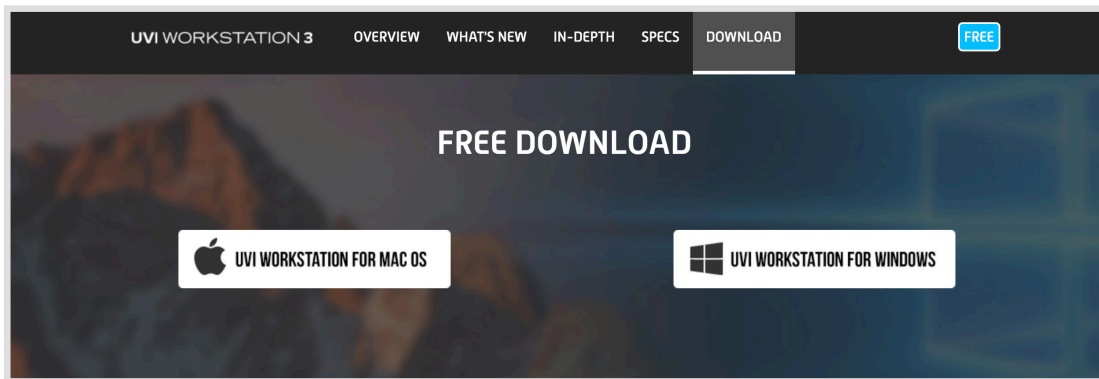 UVI WORKSTATION 3 OVERVIEW WHAT'S NEW IN-DEPTH SPECS DOWNLOAD FREE
FREE DOWNLOAD
UVI WORKSTATION FOR MAC OS UVI WORKSTATION FOR WINDOWS